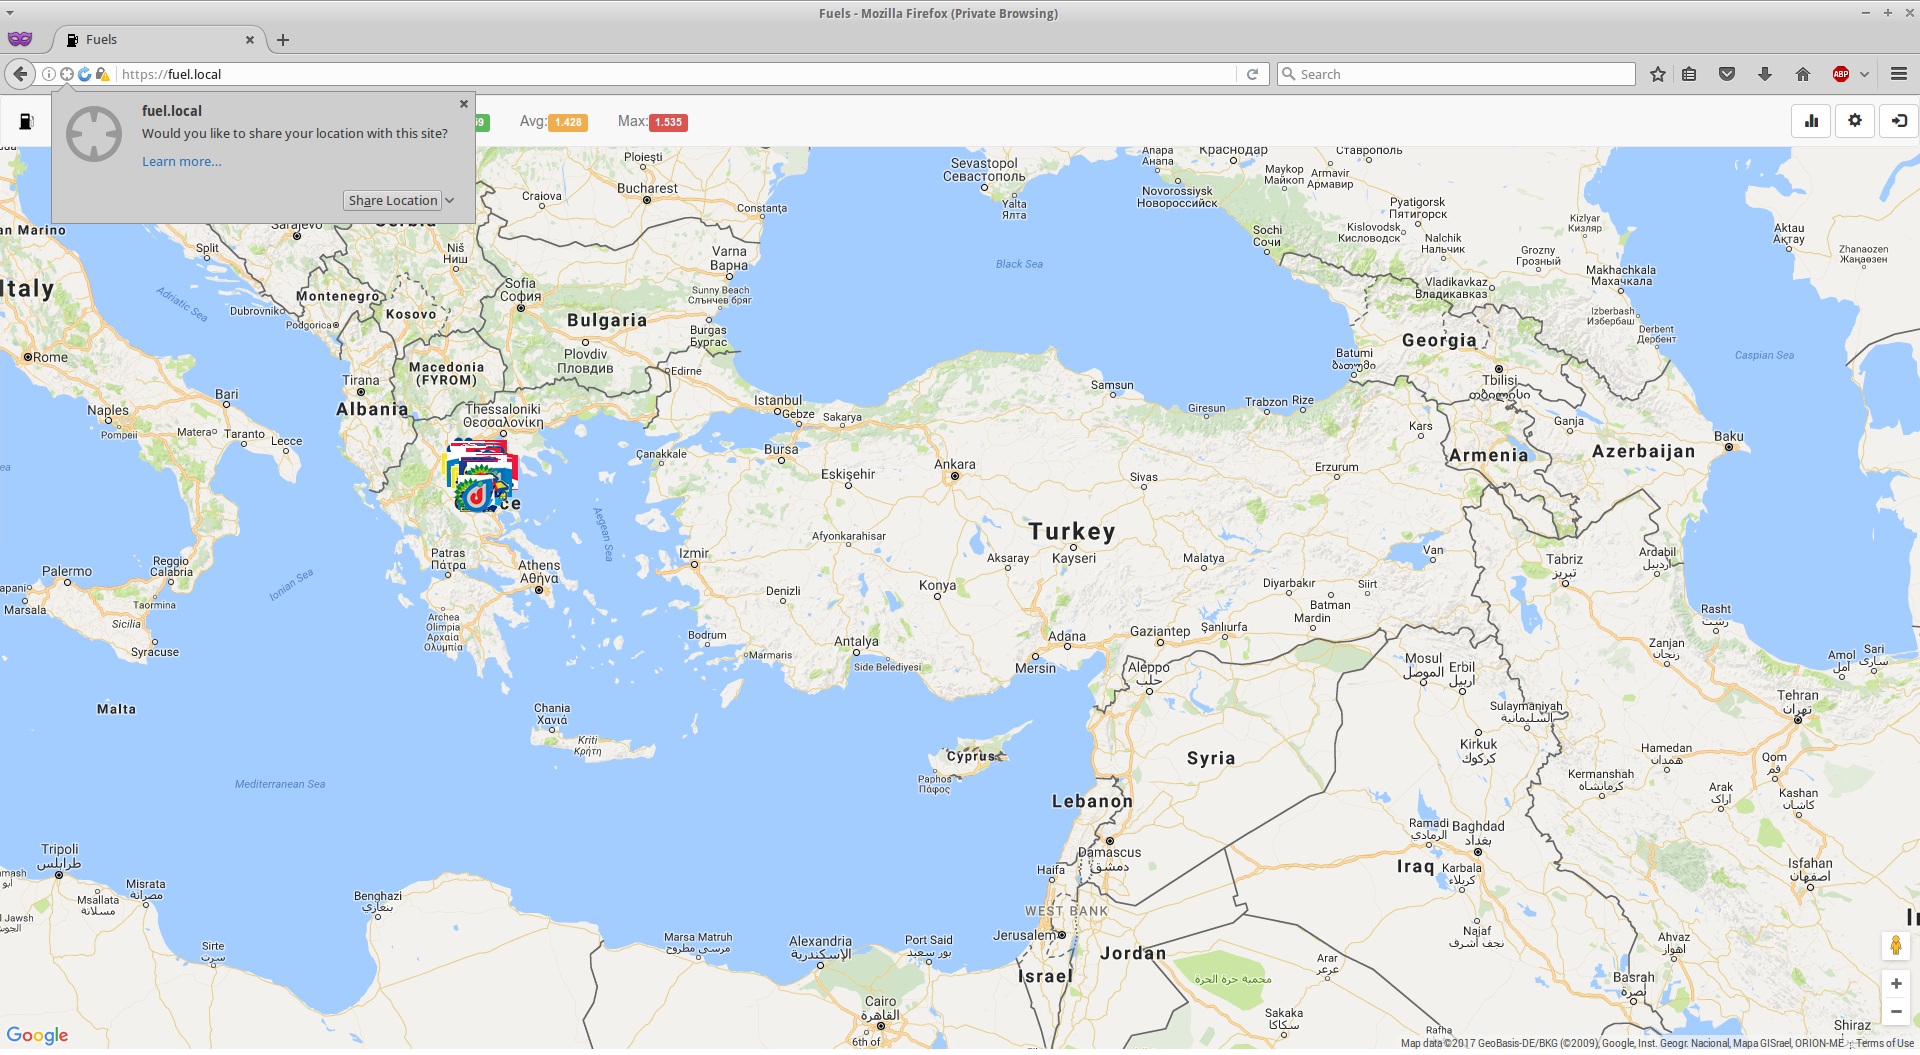 Fuels - Mozilla Firefox (Private Browsing)
Fuels
https://fuel.local
Search
ABP
fuel.local
Would you like to share your location with this site?
Learn more...
Share Location
Avg: 1.428
Max: 1.535
Ploiești
Bucharest
Craiova
Constanța
Sevastopol
Севастополь
Yalta
Ялта
Анапа
Краснодар
Novorossiysk
Новороссийск
Maykop
Майкоп
Armavir
Армавир
Ставрополь
Pyatigorsk
Пятигорск
Kislovodsk
Кисловодск
Nalchik
Нальчик
Sochi
Сочи
Grozny
Грозный
Kizlyar
Кизляр
Vladikavkaz
Владикавказ
Makhachkala
Махачкала
Izberbash
Избербаш
Derbent
Дербент
Aktau
Ақтау
Zhanaozen
Жаңаөзен
an Marino
Split
Sarajevo
Niš
Ниш
Sofia
София
Varna
Варна
Sunny Beach
Слънчев бряг
Burgas
Бургас
Black Sea
Caspian Sea
Italy
Adriatic Sea
Montenegro
Dubrovnik
Podgorica
Kosovo
Bulgaria
Plovdiv
Пловдив
Edirne
Rome
Macedonia
(FYROM)
Tirana
Albania
Thessaloniki
Θεσσαλονίκη
Bari
Naples
Pompeii
Matera
Taranto
Lecce
Istanbul
Gebze
Sakarya
Bursa
Çanakkale
Eskişehir
Ankara
Samsun
Giresun
Trabzon
Rize
Batumi
ბათუმი
Georgia
Tbilisi
თბილისი
Ganja
Kars
Armenia
Azerbaijan
Baku
Sivas
Erzurum
ce
Turkey
Kayseri
Aksaray
Malatya
Afyonkarahisar
Aegean Sea
Izmir
Denizli
Konya
Van
Diyarbakır
Siirt
Batman
Mardin
Tabriz
تبریز
Ardabil
اردبیل
Rasht
رشت
Zanjan
زنجان
Amol
آمل
Sari
ساری
Tehran
تهران
Patras
Πάτρα
Athens
Αθήνα
Archea
Olimpia
Αρχαία
Ολυμπία
Ionian Sea
Reggio
Calabria
Palermo
apani
Marsala
Taormina
Sicilia
Syracuse
Malta
Bodrum
Marmaris
Antalya
Side Belediyesi
Mersin
Adana
Gaziantep
Şanlıurfa
Aleppo
حلب
Mosul
الموصل
Erbil
أربيل
Sulaymaniyah
السليمانية
Kirkuk
كركوك
Chania
Χανιά
Kriti
Κρήτη
Cyprus
Paphos
Πάφος
Mediterranean Sea
Syria
Lebanon
Damascus
دمشق
Haifa
WEST BANK
Jerusalem
Israel
Jordan
Iraq
Ramadi
الرمادي
Baghdad
بغداد
Karbala
كربلاء
Najaf
نجف أشرف
Hamedan
همدان
Kermanshah
کرمانشاه
Qom
قم
Arak
اراک
Kashan
کاشان
Isfahan
اصفهان
Ahvaz
اهواز
Basrah
بصرة
Shiraz
Tripoli
طرابلس
Misrata
مصراتة
Msallata
مسلاتة
Sirte
سرت
Benghazi
بنغازي
Marsa Matruh
مرسى مطروح
Alexandria
الإسكندرية
Port Said
بور سعيد
Cairo
القاهرة
6th of
Arar
عرعر
Sakaka
سكاكا
محمية حرة الحرة
Rafha
Google
Map data ©2017 GeoBasis-DE/BKG (©2009), Google, Inst. Geogr. Nacional, Mapa GISrael, ORION-ME
Terms of Use